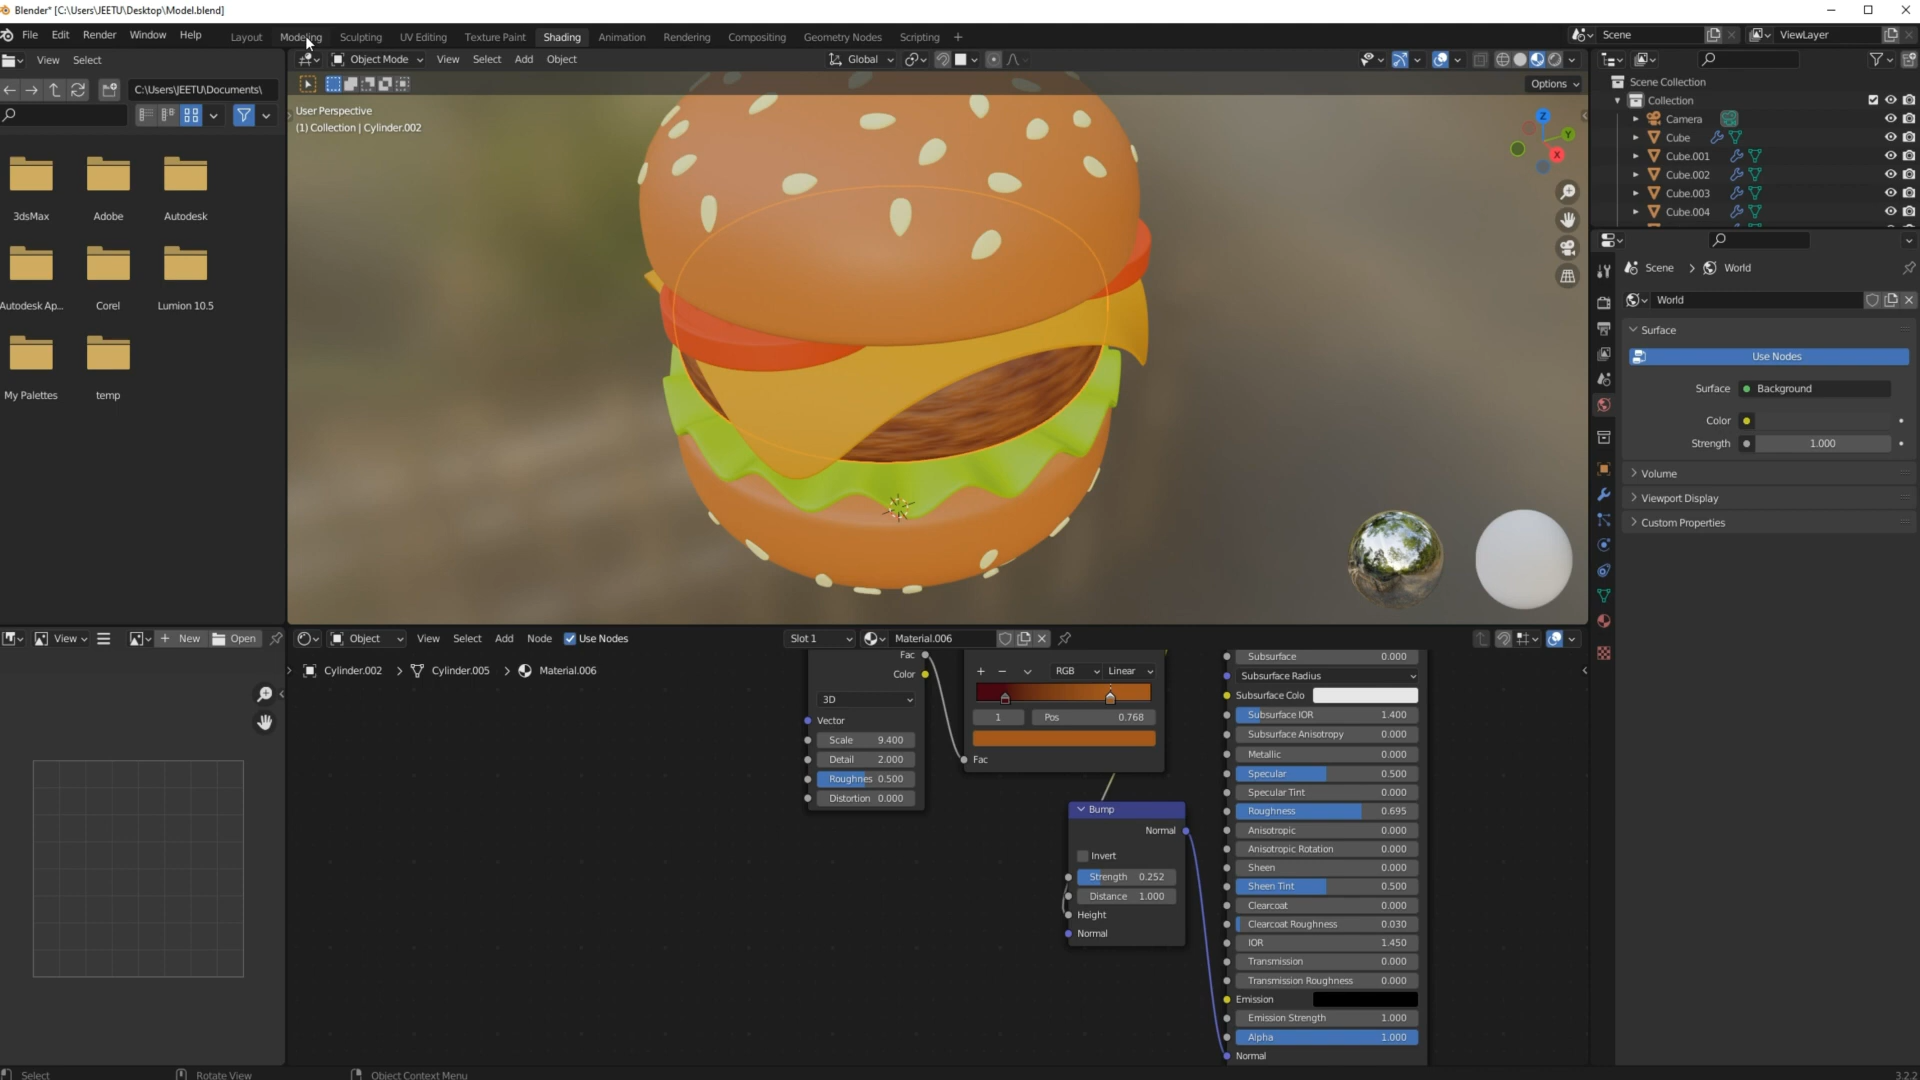 Blender* [C:\Users\JEETU\Desktop\Model.blend]
File Edit Render Window Help Layout Modeling Sculpting UV Editing Texture Paint Shading Animation Rendering Compositing Geometry Nodes Scripting + Scene ViewLayer
View Select Object Mode View Select Add Object Global
C:\Users\JEETU\Documents\ Options
User Perspective
(1) Collection | Cylinder.002
3dsMax Adobe Autodesk
Autodesk Ap... Corel Lumion 10.5
My Palettes temp
Z
Y
X
Scene Collection
Collection
Camera
Cube
Cube.001
Cube.002
Cube.003
Cube.004
Scene > World
World
Surface
Use Nodes
Surface Background
Color
Strength 1.000
Volume
Viewport Display
Custom Properties
View New Open Object View Select Add Node Use Nodes Slot 1 Material.006
Cylinder.002 > Cylinder.005 > Material.006
Fac
Color
3D
Vector
Scale 9.400
Detail 2.000
Roughnes 0.500
Distortion 0.000
RGB Linear
1 Pos 0.768
Fac
Bump
Normal
Invert
Strength 0.252
Distance 1.000
Height
Normal
Subsurface 0.000
Subsurface Radius
Subsurface Colo
Subsurface IOR 1.400
Subsurface Anisotropy 0.000
Metallic 0.000
Specular 0.500
Specular Tint 0.000
Roughness 0.695
Anisotropic 0.000
Anisotropic Rotation 0.000
Sheen 0.000
Sheen Tint 0.500
Clearcoat 0.000
Clearcoat Roughness 0.030
IOR 1.450
Transmission 0.000
Transmission Roughness 0.000
Emission
Emission Strength 1.000
Alpha 1.000
Normal
Select Rotate View Object Context Menu 3.2.2